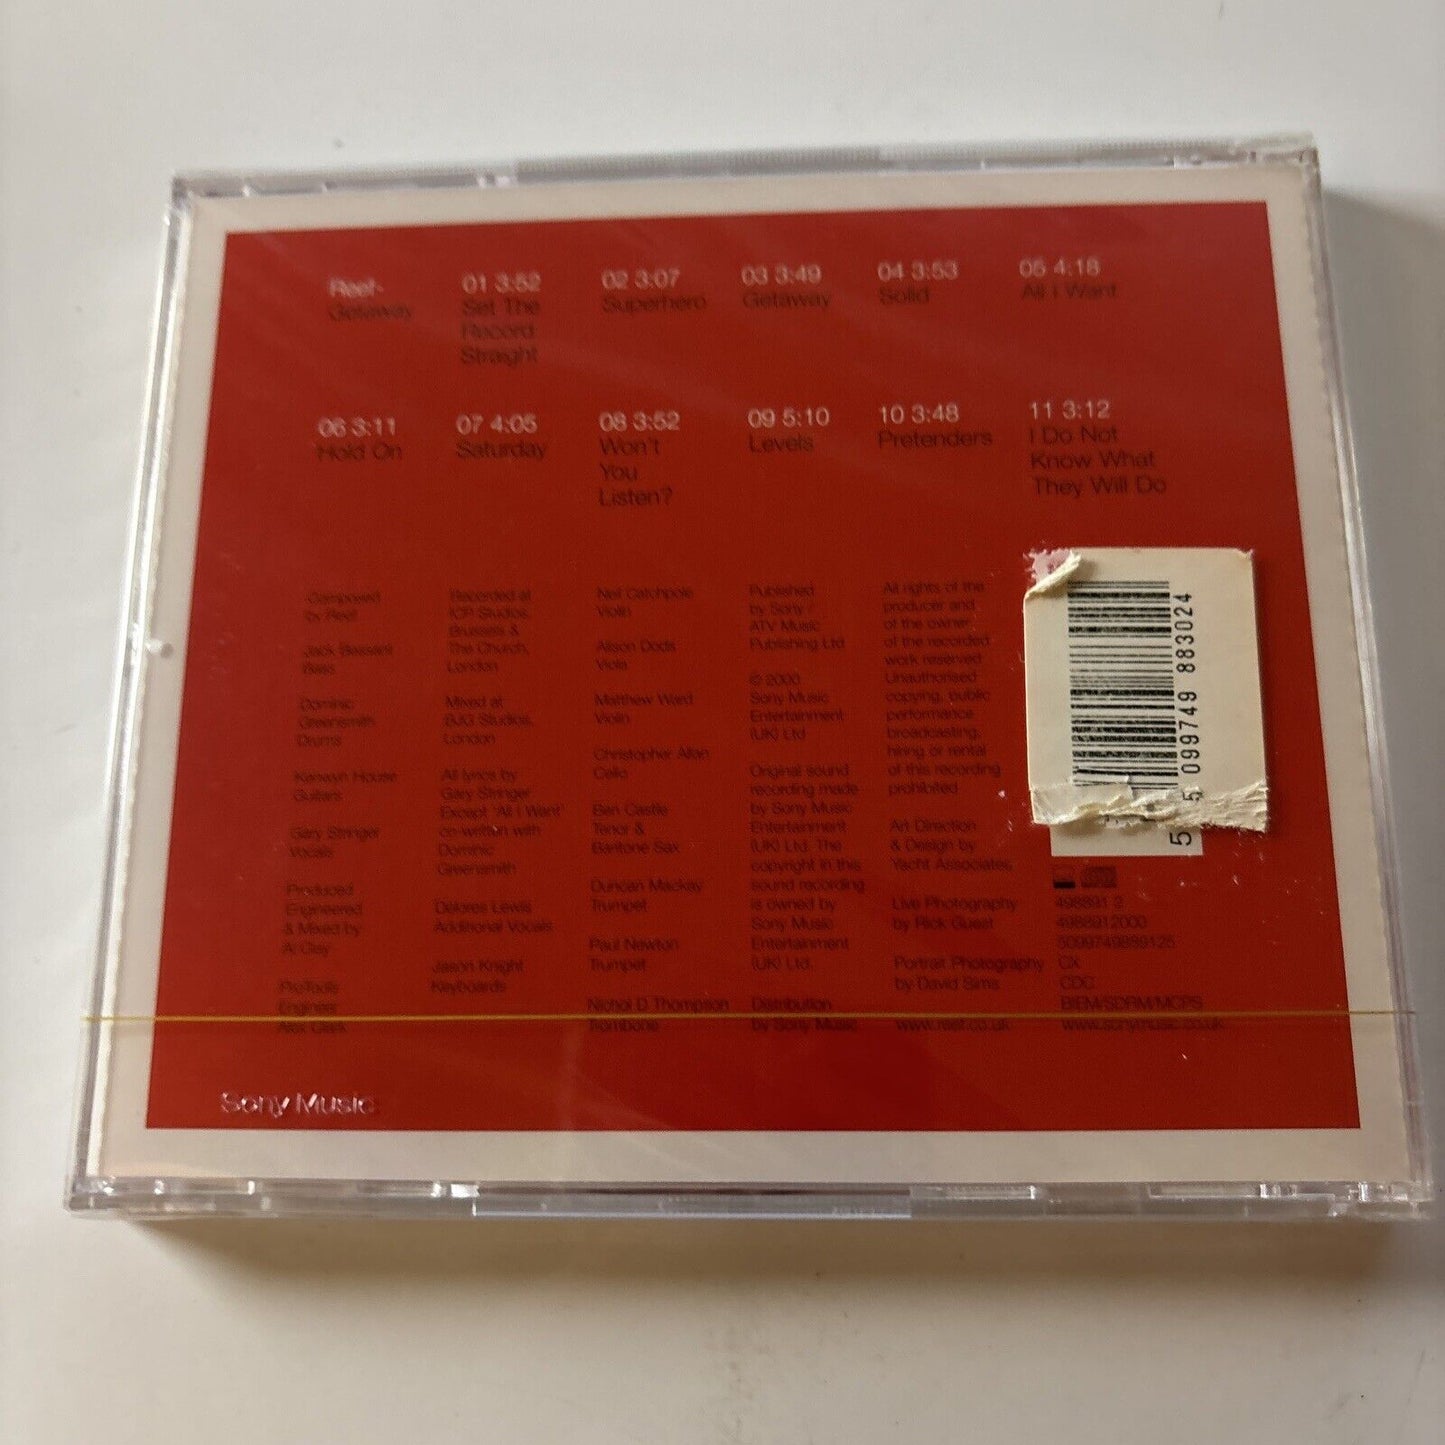 Reef-
Getaway
01 3:52
Set The
Record
Straight
02 3:07
Superhero
03 3:49
Getaway
04 3:53
Solid
05 4:18
All I Want
06 3:11
Hold On
07 4:05
Saturday
08 3:52
Won't
You
Listen?
09 5:10
Levels
10 3:48
Pretenders
11 3:12
I Do Not
Know What
They Will Do
Composed
by Reef
Jack Bessant
Bass
Dominic
Greensmith
Drums
Kenwyn House
Guitars
Gary Stringer
Vocals
Produced
Engineered
& Mixed by
Al Clay
ProTools
Engineer
Alex Clark
Recorded at
ICP Studios,
Brussels &
The Church,
London
Mixed at
BJG Studios,
London
All lyrics by
Gary Stringer
Except 'All I Want'
co-written with
Dominic
Greensmith
Delores Lewis
Additional Vocals
Jason Knight
Keyboards
Neil Catchpole
Violin
Alison Dods
Viola
Matthew Ward
Violin
Christopher Allan
Cello
Ben Castle
Tenor &
Baritone Sax
Duncan Mackay
Trumpet
Paul Newton
Trumpet
Nichol D Thompson
Trombone
Published
by Sony /
ATV Music
Publishing Ltd
© 2000
Sony Music
Entertainment
(UK) Ltd
Original sound
recording made
by Sony Music
Entertainment
(UK) Ltd. The
copyright in this
sound recording
is owned by
Sony Music
Entertainment
(UK) Ltd.
Distribution
by Sony Music
All rights of the
producer and
of the owner
of the recorded
work reserved
Unauthorised
copying, public
performance
broadcasting,
hiring or rental
of this recording
prohibited
Art Direction
& Design by
Yacht Associates
Live Photography
by Rick Guest
Portrait Photography
by David Sims
www.reef.co.uk
5 099749 883024
5
498891 2
4988912000
5099749889125
CX
CDC
BIEM/SDRM/MCPS
www.sonymusic.co.uk
Sony Music